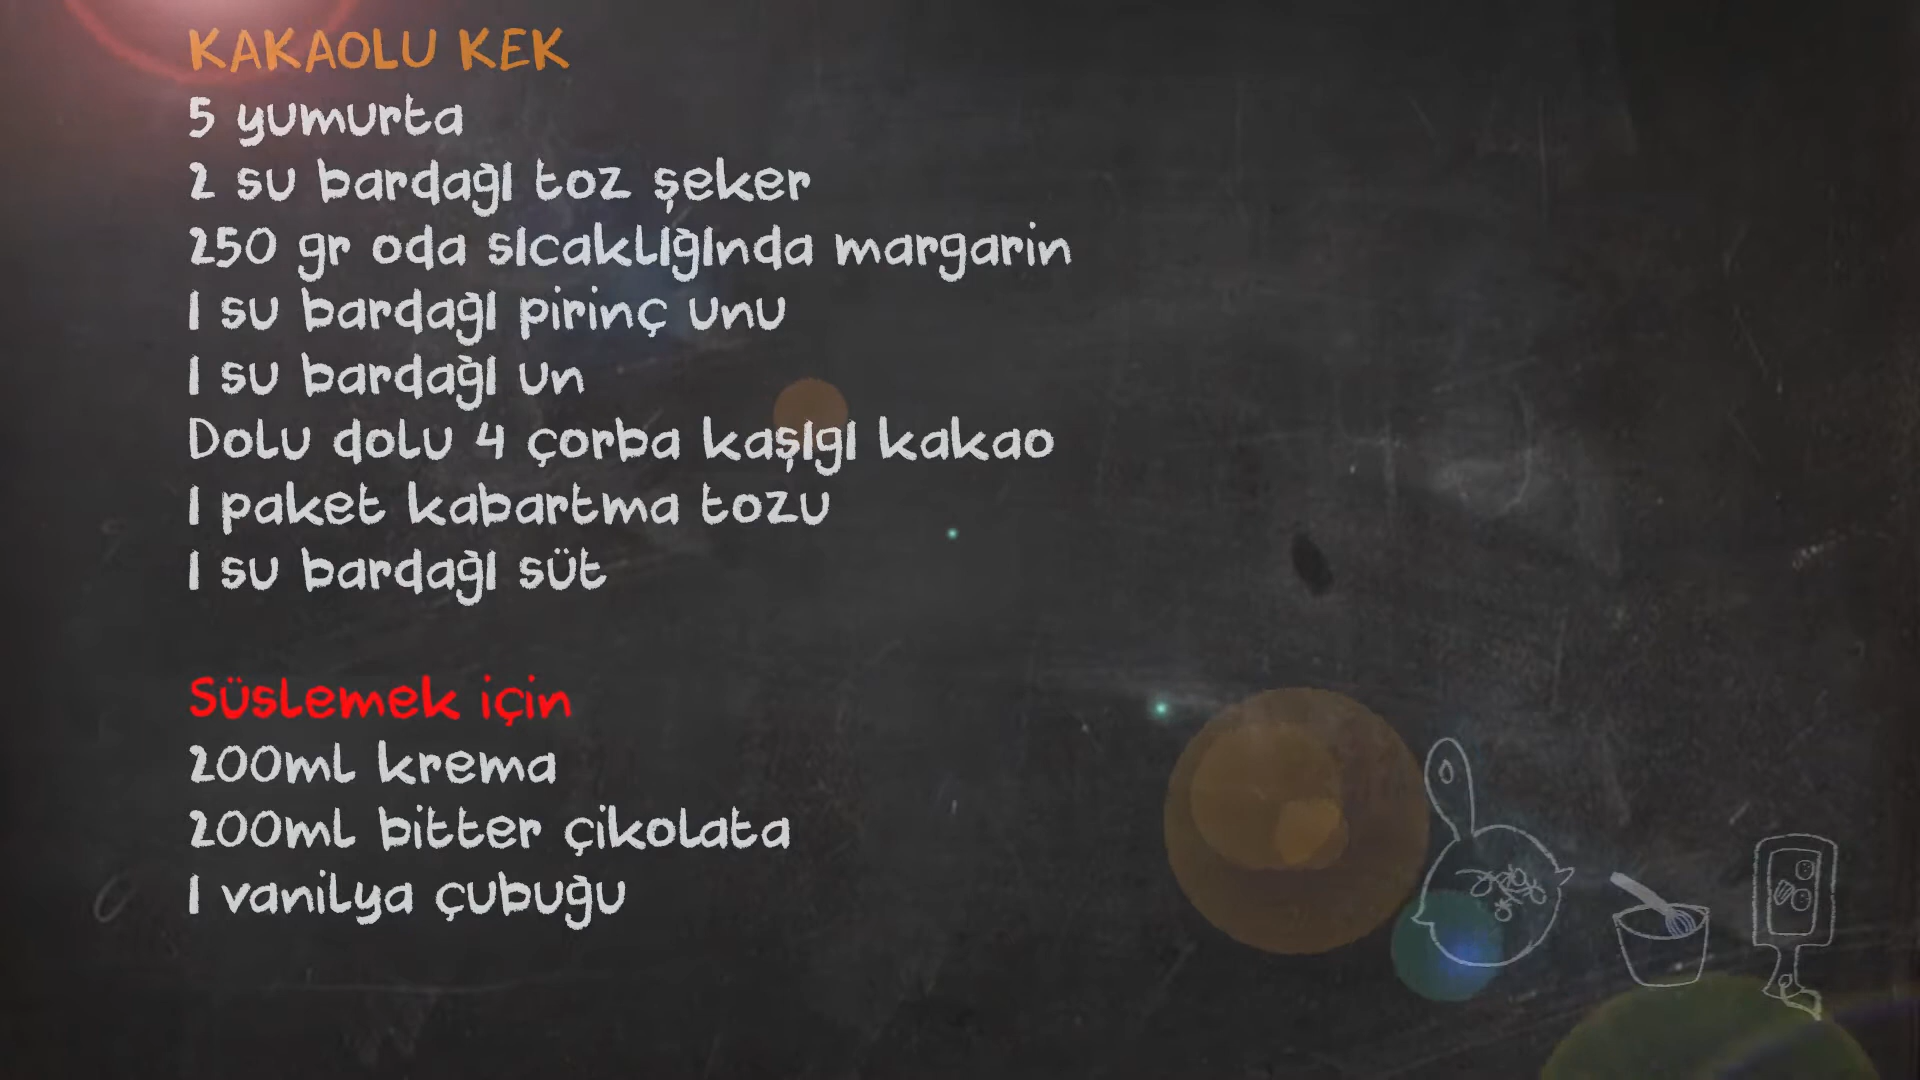 KAKAOLU KEK
5 yumurta
2 su bardağı toz şeker
250 gr oda sıcaklığında margarin
1 su bardağı pirinç unu
1 su bardağı un
Dolu dolu 4 çorba kaşıgı kakao
1 paket kabartma tozu
1 su bardağı süt
Süslemek için
200ml krema
200ml bitter çikolata
1 vanilya çubuğu